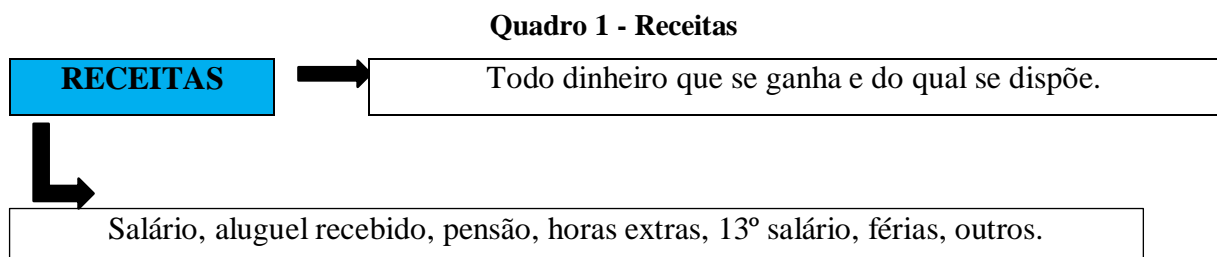 Quadro 1 - Receitas
RECEITAS
Todo dinheiro que se ganha e do qual se dispõe.
Salário, aluguel recebido, pensão, horas extras, 13º salário, férias, outros.